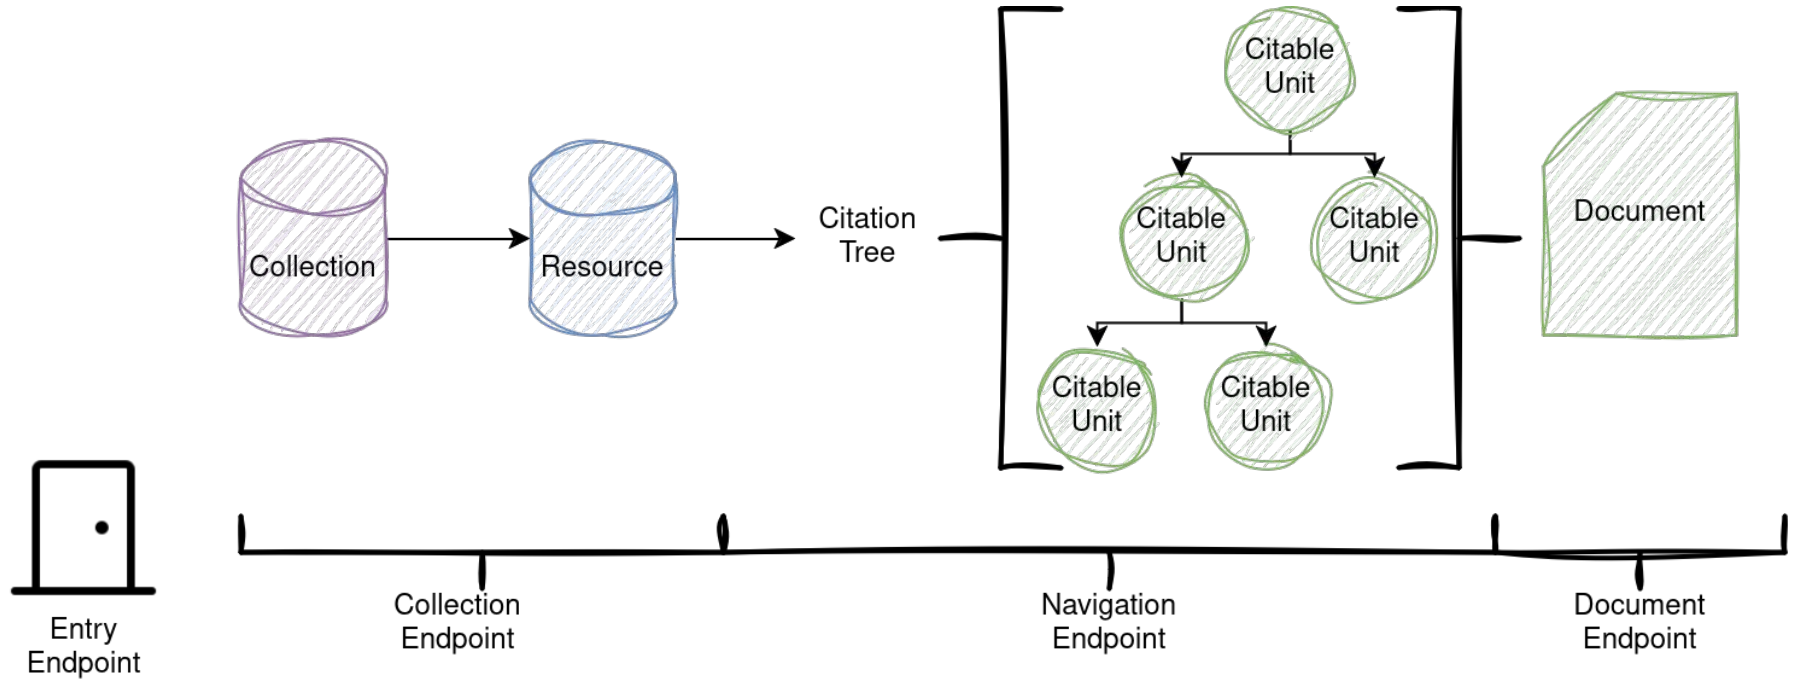 Citable
Unit
Citable
Unit
Citable
Unit
Document
Citation
Tree
Collection
Resource
Citable
Unit
Citable
Unit
Entry
Endpoint
Collection
Endpoint
Navigation
Endpoint
Document
Endpoint